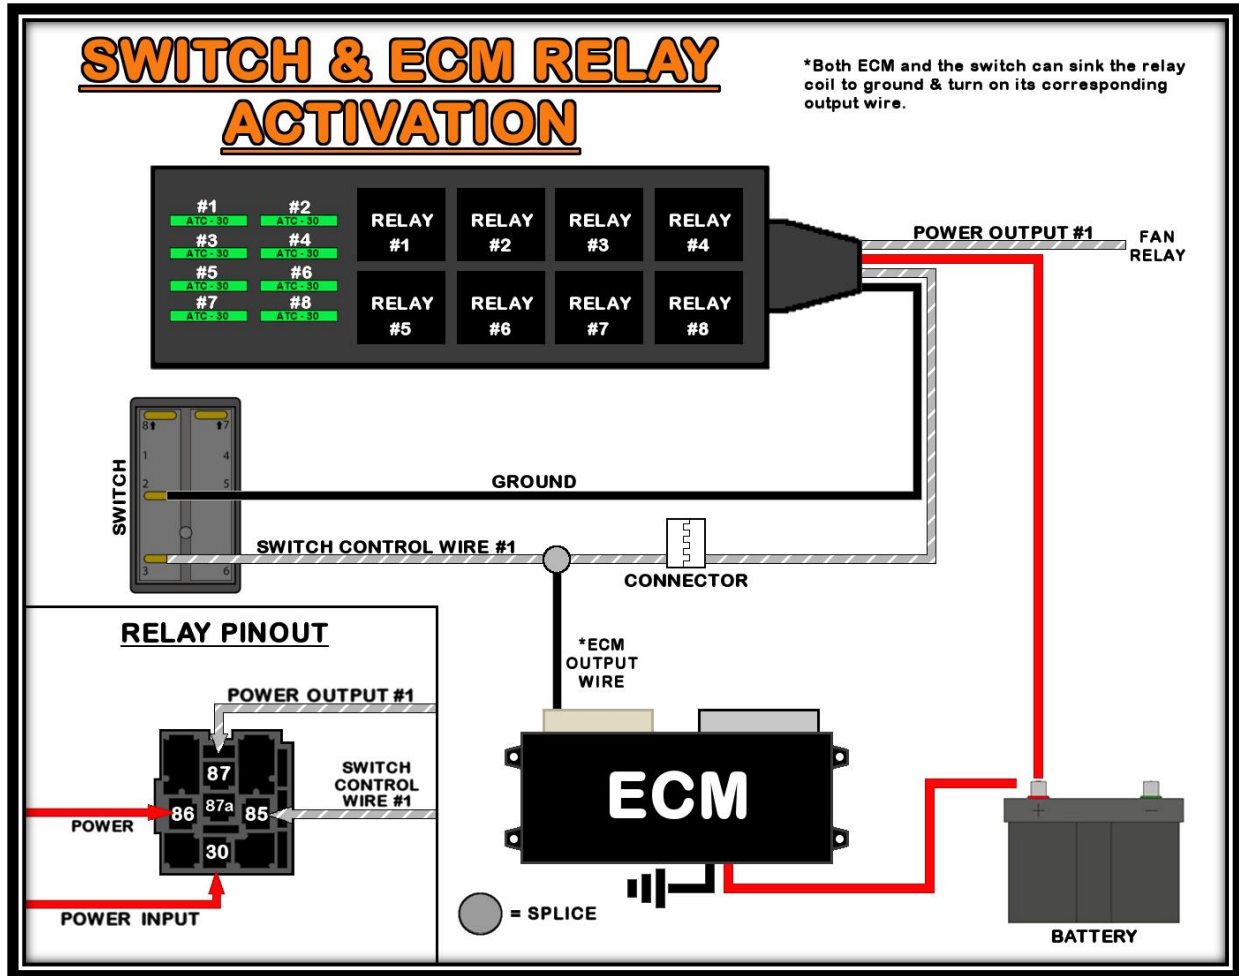 SWITCH & ECM RELAY
ACTIVATION
*Both ECM and the switch can sink the relay
coil to ground & turn on its corresponding
output wire.
#1 #2
ATC - 30 ATC - 30
#3 #4
ATC - 30 ATC - 30
#5 #6
ATC - 30 ATC - 30
#7 #8
ATC - 30 ATC - 30
RELAY
#1
RELAY
#2
RELAY
#3
RELAY
#4
RELAY
#5
RELAY
#6
RELAY
#7
RELAY
#8
POWER OUTPUT #1
FAN
RELAY
SWITCH
8 7
1 4
2 5
3 6
GROUND
SWITCH CONTROL WIRE #1
CONNECTOR
*ECM
OUTPUT
WIRE
ECM
= SPLICE
+ −
BATTERY
RELAY PINOUT
POWER OUTPUT #1
SWITCH
CONTROL
WIRE #1
87
87a
86
85
30
POWER
POWER INPUT